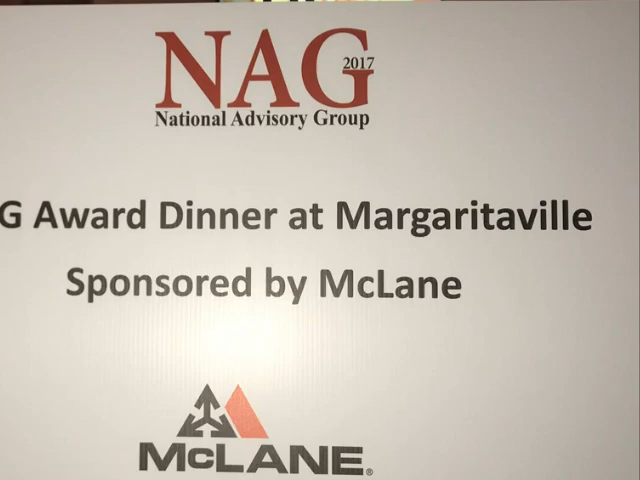 NAG
2017
National Advisory Group
G Award Dinner at Margaritaville
Sponsored by McLane
McLANE®